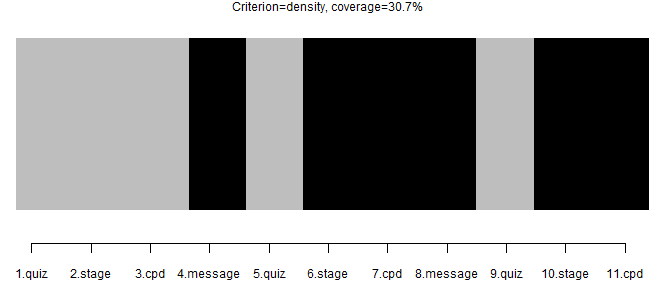 Criterion=density, coverage=30.7%
1.quiz 2.stage 3.cpd 4.message 5.quiz 6.stage 7.cpd 8.message 9.quiz 10.stage 11.cpd